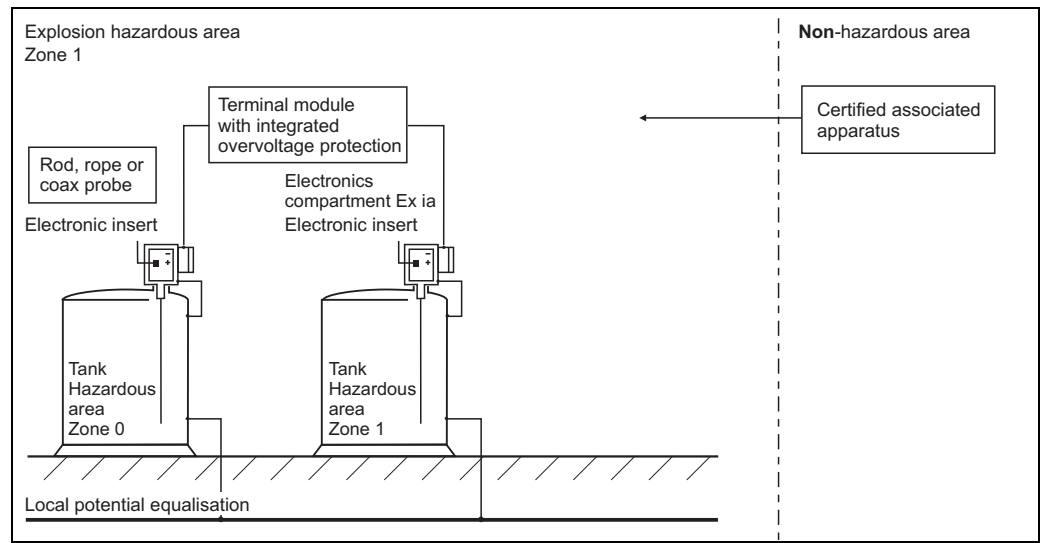 Explosion hazardous area
Zone 1
Non-hazardous area
Terminal module
with integrated
overvoltage protection
Certified associated
apparatus
Rod, rope or
coax probe
Electronics
compartment Ex ia
Electronic insert
Electronic insert
Tank
Hazardous
area
Zone 0
Tank
Hazardous
area
Zone 1
Local potential equalisation